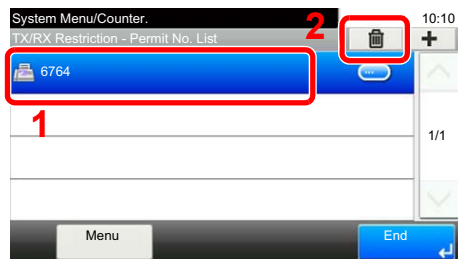 System Menu/Counter.
10:10
TX/RX Restriction - Permit No. List
2
6764
1
1/1
Menu
End